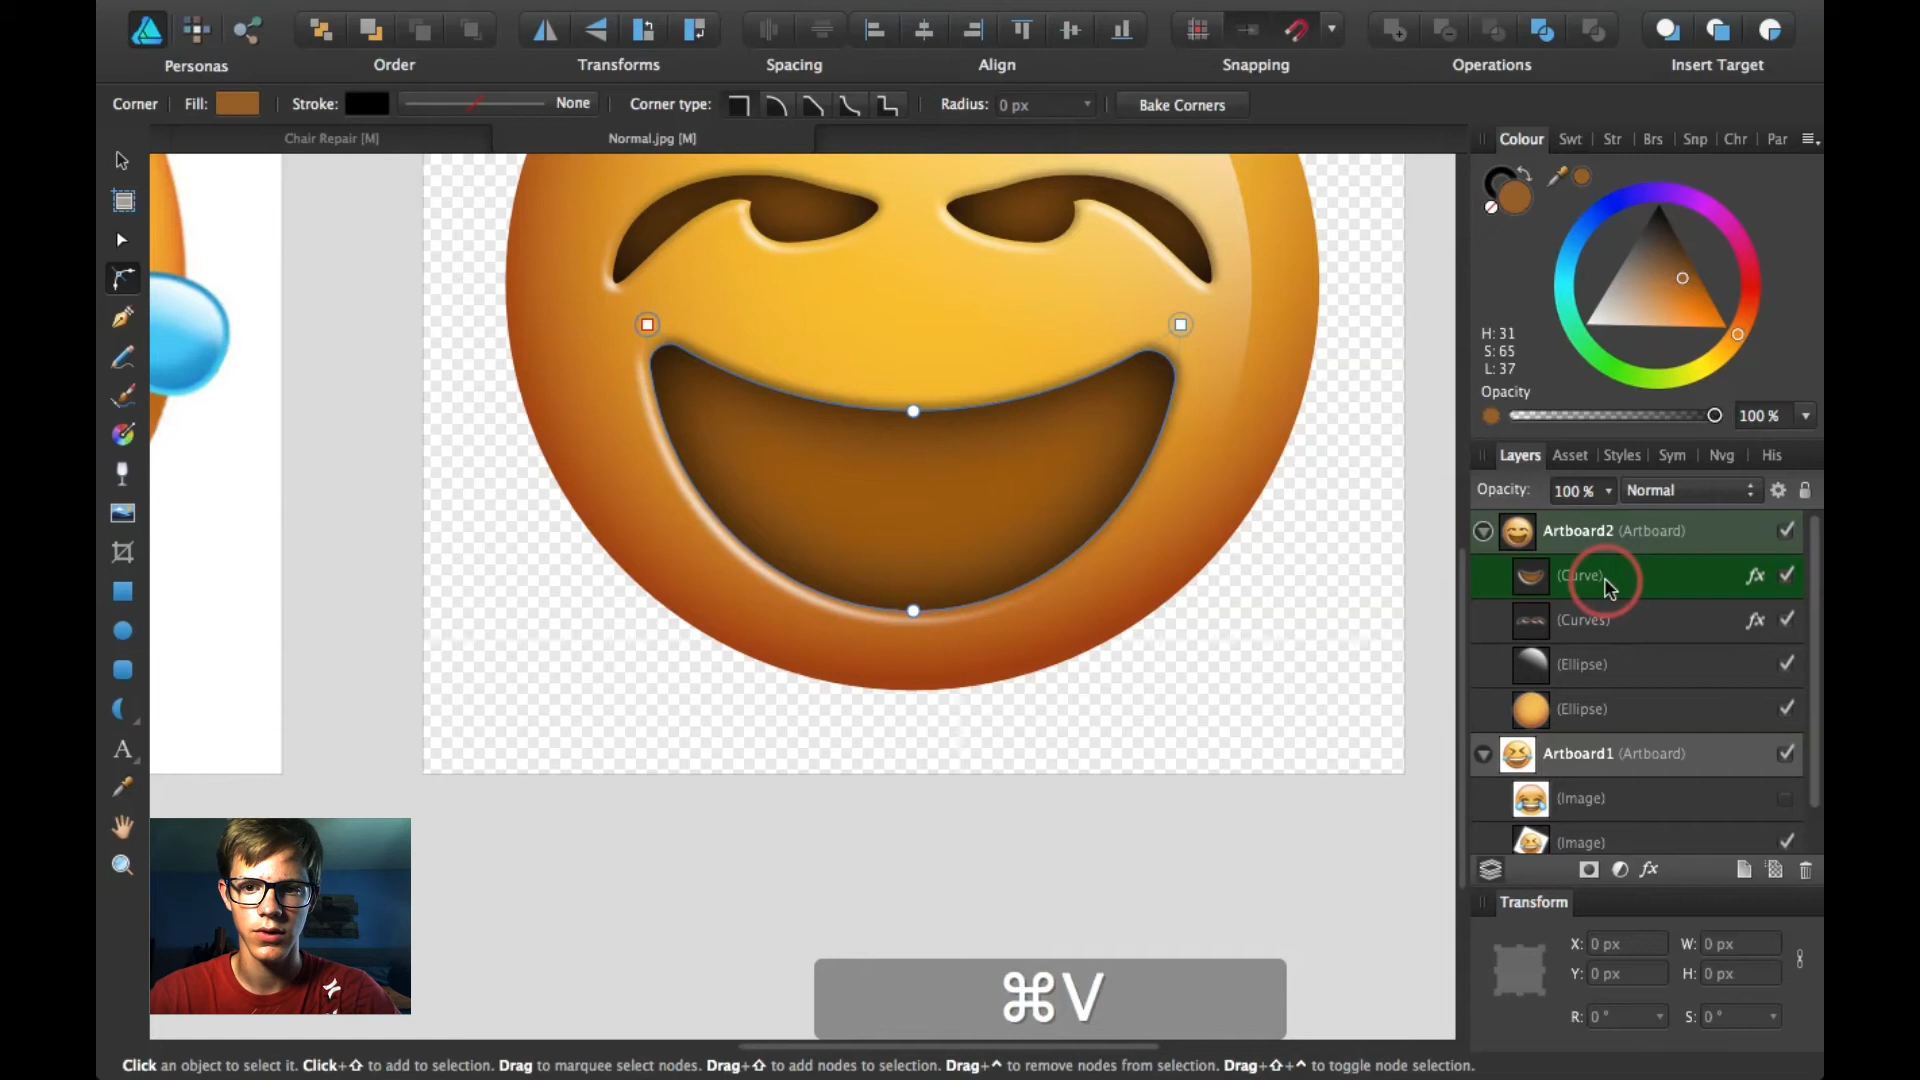 Personas
Order
Transforms
Spacing
Align
Snapping
Operations
Insert Target
Corner
Fill:
Stroke:
None
Corner type:
Radius: 0 px
Bake Corners
Chair Repair [M]
Normal.jpg [M]
Colour Swt Str Brs Snp Chr Par
H: 31
S: 65
L: 37
Opacity
100 %
Layers Asset Styles Sym Nvg His
Opacity: 100 % Normal
Artboard2 (Artboard)
(Curve) fx
(Curves) fx
(Ellipse)
(Ellipse)
Artboard1 (Artboard)
(Image)
(Image)
fx
Transform
X: 0 px W: 0 px
Y: 0 px H: 0 px
R: 0 ° S: 0 °
A
⌘V
Click an object to select it. Click+⇧ to add to selection. Drag to marquee select nodes. Drag+⇧ to add nodes to selection. Drag+^ to remove nodes from selection. Drag+⇧+^ to toggle node selection.